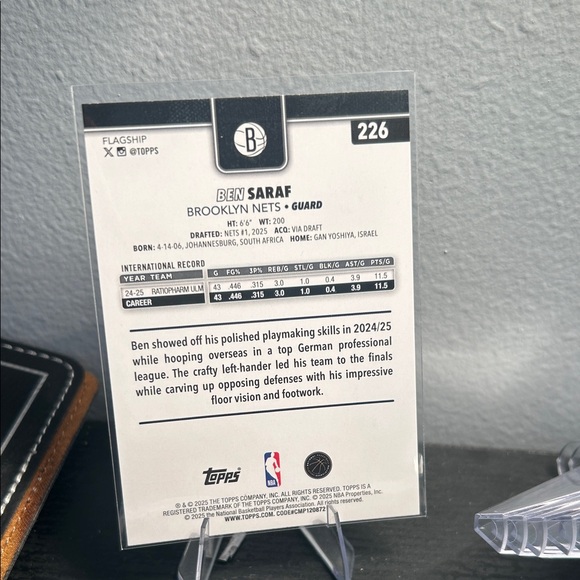 FLAGSHIP
@TOPPS
B
226
BEN SARAF
BROOKLYN NETS • GUARD
HT: 6'6" WT: 200
DRAFTED: NETS #1, 2025 ACQ: VIA DRAFT
BORN: 4-14-06, JOHANNESBURG, SOUTH AFRICA HOME: GAN YOSHIYA, ISRAEL
INTERNATIONAL RECORD
YEAR TEAM G FG% 3P% REB/G STL/G BLK/G AST/G PTS/G
24-25 RATIOPHARM ULM 43 .446 .315 3.0 1.0 0.4 3.9 11.5
CAREER 43 .446 .315 3.0 1.0 0.4 3.9 11.5
Ben showed off his polished playmaking skills in 2024/25
while hooping overseas in a top German professional
league. The crafty left-hander led his team to the finals
while carving up opposing defenses with his impressive
floor vision and footwork.
Topps
NBA
® & © 2025 THE TOPPS COMPANY, INC. ALL RIGHTS RESERVED. TOPPS IS A
REGISTERED TRADEMARK OF THE TOPPS COMPANY, INC. © 2025 NBA Properties, Inc.
© 2025 the National Basketball Players Association. All Rights Reserved.
WWW.TOPPS.COM. CODE#CMP120872